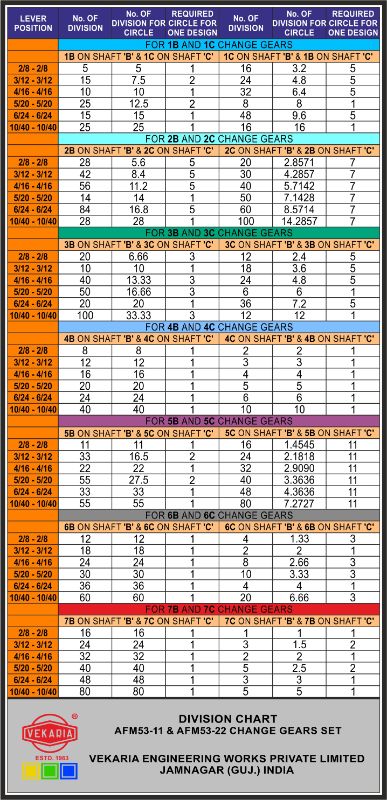 LEVER POSITION No. OF DIVISION No. OF DIVISION FOR CIRCLE REQUIRED CIRCLE FOR ONE DESIGN No. OF DIVISION No. OF DIVISION FOR CIRCLE REQUIRED CIRCLE FOR ONE DESIGN
FOR 1B AND 1C CHANGE GEARS
1B ON SHAFT 'B' & 1C ON SHAFT 'C' 1C ON SHAFT 'B' & 1B ON SHAFT 'C'
2/8 - 2/8 5 5 1 16 3.2 5
3/12 - 3/12 15 7.5 2 24 4.8 5
4/16 - 4/16 10 10 1 32 6.4 5
5/20 - 5/20 25 12.5 2 8 8 1
6/24 - 6/24 15 15 1 48 9.6 5
10/40 - 10/40 25 25 1 16 16 1
FOR 2B AND 2C CHANGE GEARS
2B ON SHAFT 'B' & 2C ON SHAFT 'C' 2C ON SHAFT 'B' & 2B ON SHAFT 'C'
2/8 - 2/8 28 5.6 5 20 2.8571 7
3/12 - 3/12 42 8.4 5 30 4.2857 7
4/16 - 4/16 56 11.2 5 40 5.7142 7
5/20 - 5/20 14 14 1 50 7.1428 7
6/24 - 6/24 84 16.8 5 60 8.5714 7
10/40 - 10/40 28 28 1 100 14.2857 7
FOR 3B AND 3C CHANGE GEARS
3B ON SHAFT 'B' & 3C ON SHAFT 'C' 3C ON SHAFT 'B' & 3B ON SHAFT 'C'
2/8 - 2/8 20 6.66 3 12 2.4 5
3/12 - 3/12 10 10 1 18 3.6 5
4/16 - 4/16 40 13.33 3 24 4.8 5
5/20 - 5/20 50 16.66 3 6 6 1
6/24 - 6/24 20 20 1 36 7.2 5
10/40 - 10/40 100 33.33 3 12 12 1
FOR 4B AND 4C CHANGE GEARS
4B ON SHAFT 'B' & 4C ON SHAFT 'C' 4C ON SHAFT 'B' & 4B ON SHAFT 'C'
2/8 - 2/8 8 8 1 2 2 1
3/12 - 3/12 12 12 1 3 3 1
4/16 - 4/16 16 16 1 4 4 1
5/20 - 5/20 20 20 1 5 5 1
6/24 - 6/24 24 24 1 6 6 1
10/40 - 10/40 40 40 1 10 10 1
FOR 5B AND 5C CHANGE GEARS
5B ON SHAFT 'B' & 5C ON SHAFT 'C' 5C ON SHAFT 'B' & 5B ON SHAFT 'C'
2/8 - 2/8 11 11 1 16 1.4545 11
3/12 - 3/12 33 16.5 2 24 2.1818 11
4/16 - 4/16 22 22 1 32 2.9090 11
5/20 - 5/20 55 27.5 2 40 3.3636 11
6/24 - 6/24 33 33 1 48 4.3636 11
10/40 - 10/40 55 55 1 80 7.2727 11
FOR 6B AND 6C CHANGE GEARS
6B ON SHAFT 'B' & 6C ON SHAFT 'C' 6C ON SHAFT 'B' & 6B ON SHAFT 'C'
2/8 - 2/8 12 12 1 4 1.33 3
3/12 - 3/12 18 18 1 2 2 1
4/16 - 4/16 24 24 1 8 2.66 3
5/20 - 5/20 30 30 1 10 3.33 3
6/24 - 6/24 36 36 1 4 4 1
10/40 - 10/40 60 60 1 20 6.66 3
FOR 7B AND 7C CHANGE GEARS
7B ON SHAFT 'B' & 7C ON SHAFT 'C' 7C ON SHAFT 'B' & 7B ON SHAFT 'C'
2/8 - 2/8 16 16 1 1 1 1
3/12 - 3/12 24 24 1 3 1.5 2
4/16 - 4/16 32 32 1 2 2 1
5/20 - 5/20 40 40 1 5 2.5 2
6/24 - 6/24 48 48 1 3 3 1
10/40 - 10/40 80 80 1 5 5 1
VEKARIA
ESTD. 1963
DIVISION CHART
AFM53-11 & AFM53-22 CHANGE GEARS SET
VEKARIA ENGINEERING WORKS PRIVATE LIMITED
JAMNAGAR (GUJ.) INDIA